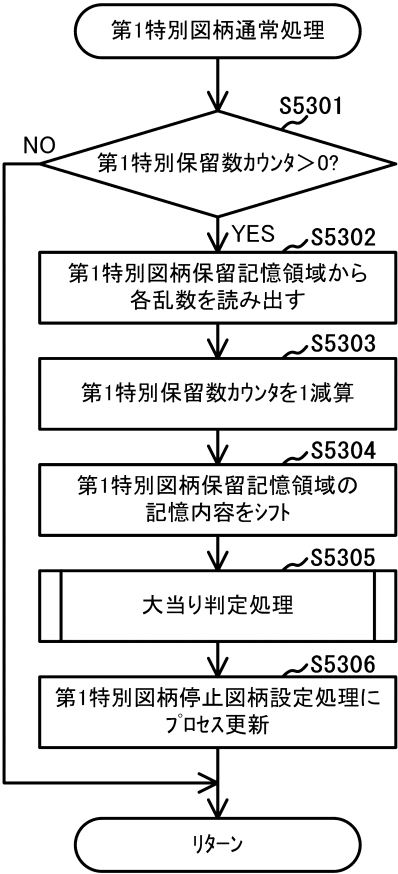 第1特別図柄通常処理
S5301
NO
第1特別保留数カウンタ＞0?
YES
S5302
第1特別図柄保留記憶領域から
各乱数を読み出す
S5303
第1特別保留数カウンタを1減算
S5304
第1特別図柄保留記憶領域の
記憶内容をシフト
S5305
大当り判定処理
S5306
第1特別図柄停止図柄設定処理に
プロセス更新
リターン